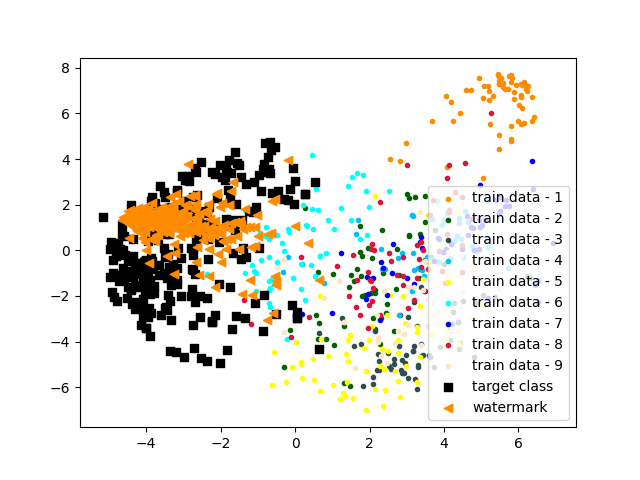 8
6
4
2
0
−2
−4
−6
−4
−2
0
2
4
6
train data - 1
train data - 2
train data - 3
train data - 4
train data - 5
train data - 6
train data - 7
train data - 8
train data - 9
target class
watermark